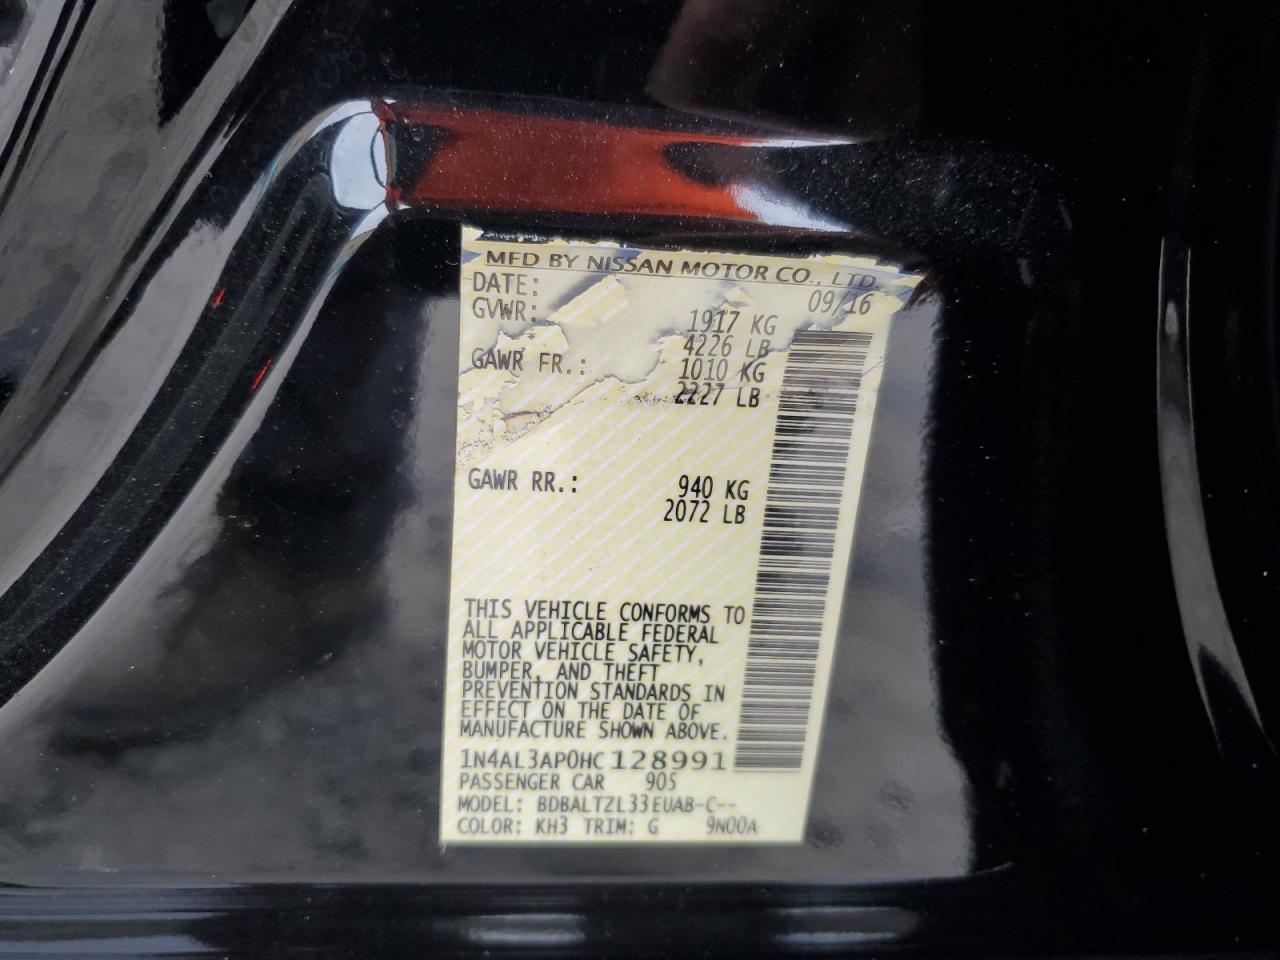 MFD BY NISSAN MOTOR CO., LTD.
DATE: 09/16
GVWR: 1917 KG
4226 LB
GAWR FR.: 1010 KG
2227 LB
GAWR RR.: 940 KG
2072 LB
THIS VEHICLE CONFORMS TO
ALL APPLICABLE FEDERAL
MOTOR VEHICLE SAFETY,
BUMPER, AND THEFT
PREVENTION STANDARDS IN
EFFECT ON THE DATE OF
MANUFACTURE SHOWN ABOVE.
1N4AL3AP0HC128991
PASSENGER CAR 905
MODEL: BDBALTZL33EUAB-C--
COLOR: KH3 TRIM: G 9N00A